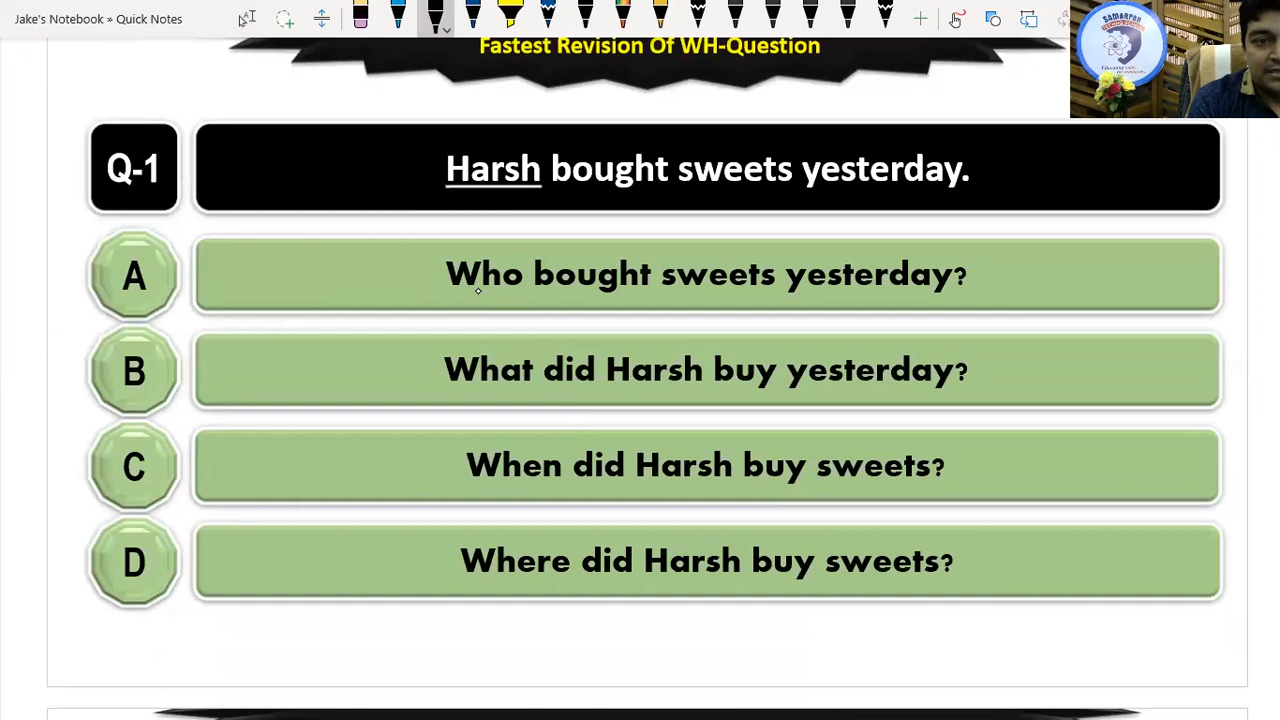 Jake's Notebook » Quick Notes
Fastest Revision Of WH-Question
SAMARPAN
Q-1
Harsh bought sweets yesterday.
A
Who bought sweets yesterday?
B
What did Harsh buy yesterday?
C
When did Harsh buy sweets?
D
Where did Harsh buy sweets?